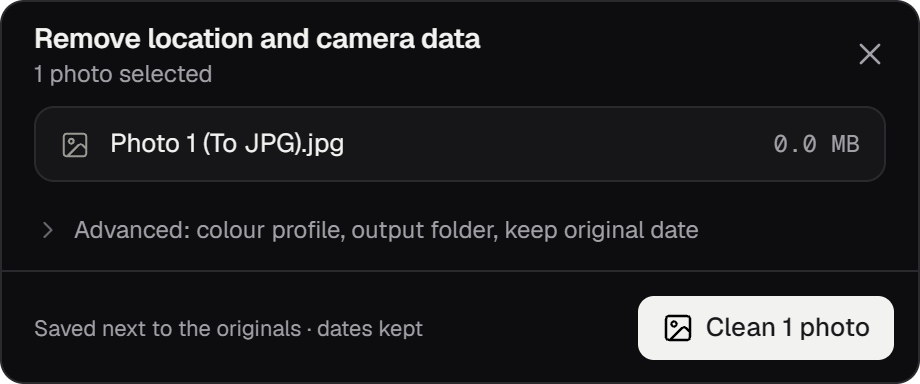 Remove location and camera data
1 photo selected
Photo 1 (To JPG).jpg
0.0 MB
Advanced: colour profile, output folder, keep original date
Saved next to the originals · dates kept
Clean 1 photo